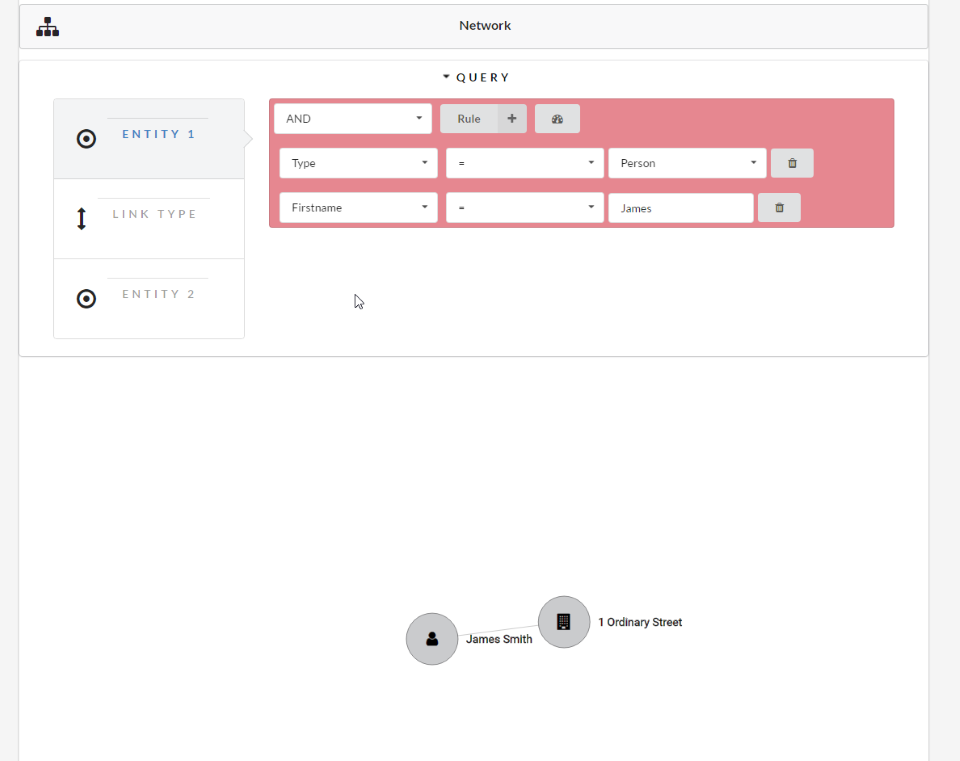 Network
QUERY
ENTITY 1
LINK TYPE
ENTITY 2
AND Rule
Type = Person
Firstname = James
James Smith
1 Ordinary Street